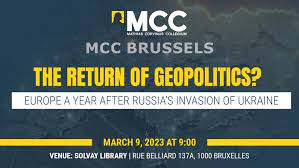 MCC
MATHIAS CORVINUS COLLEGIUM
MCC BRUSSELS
THE RETURN OF GEOPOLITICS?
EUROPE A YEAR AFTER RUSSIA'S INVASION OF UKRAINE
MARCH 9, 2023 AT 9:00
VENUE: SOLVAY LIBRARY | RUE BELLIARD 137A, 1000 BRUXELLES